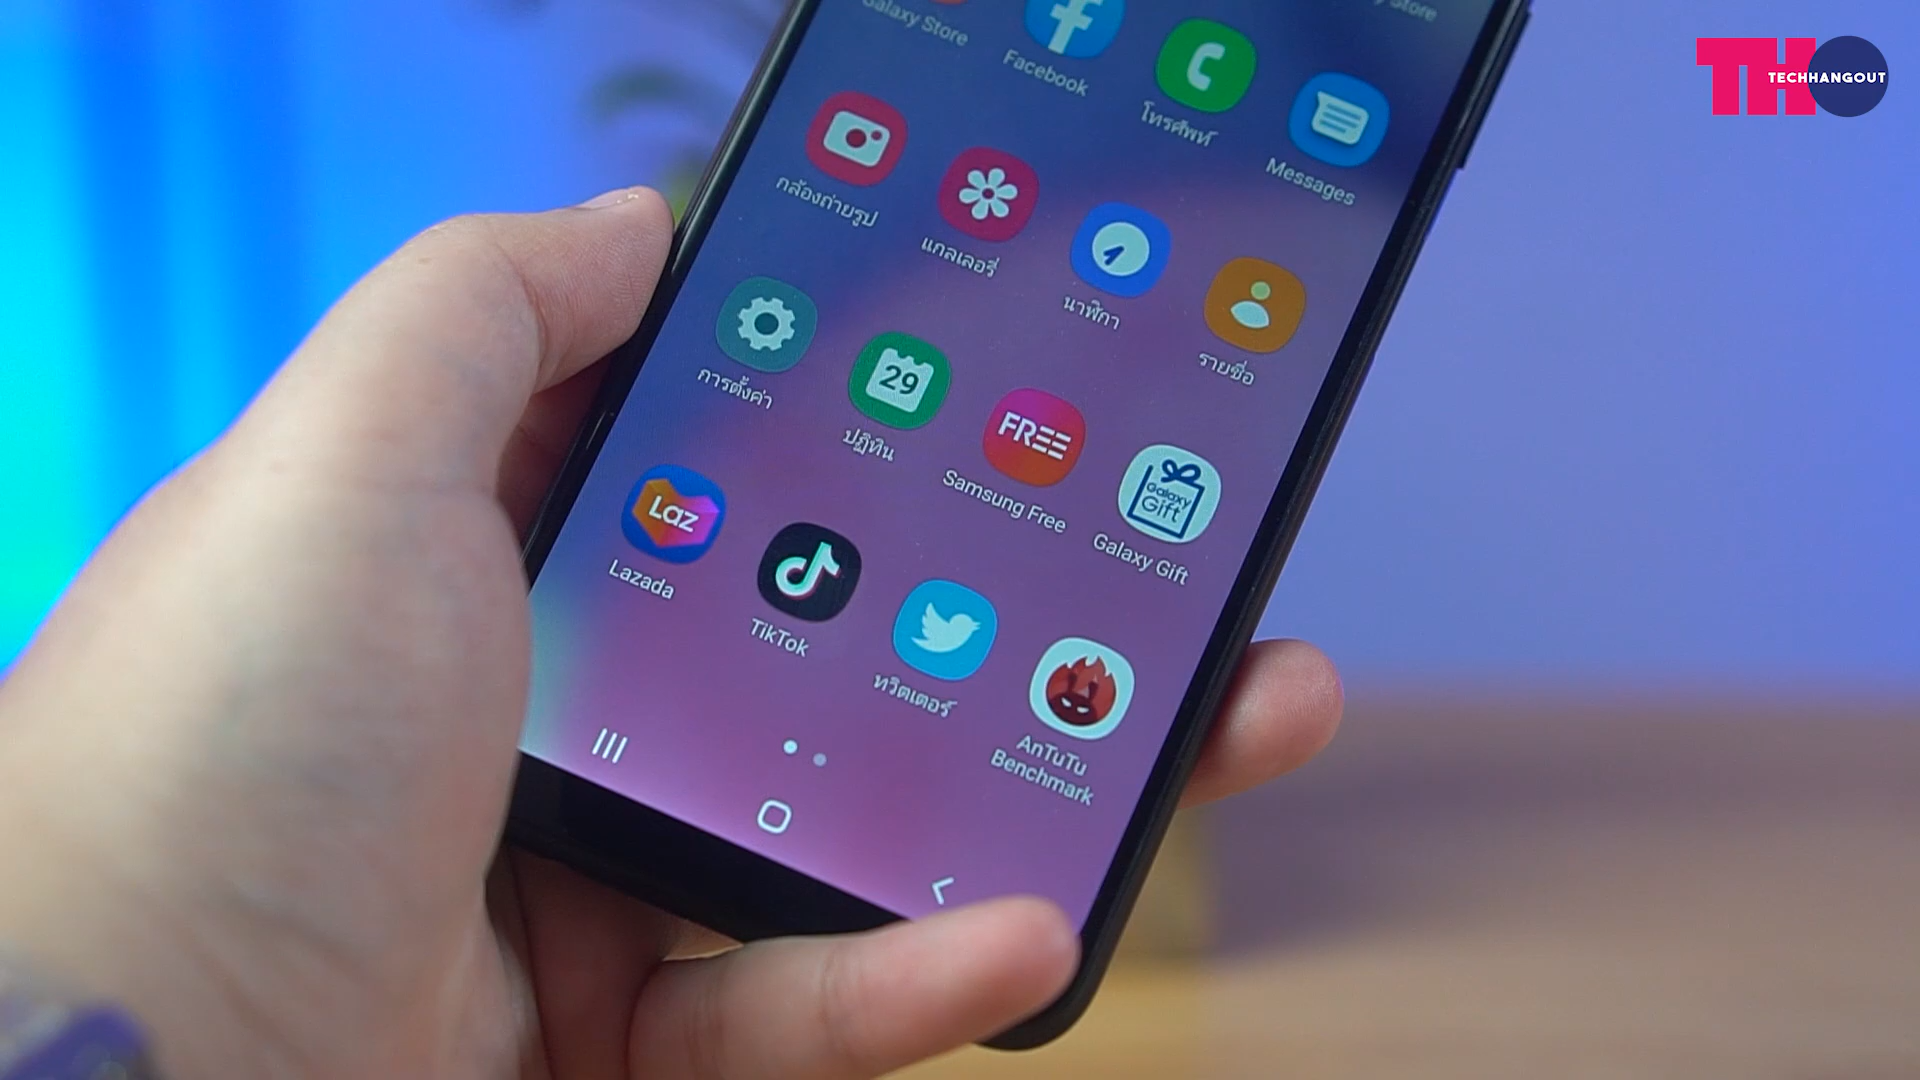 Galaxy Store
Facebook
โทรศัพท์
Messages
y Store
TH
TECHHANGOUT
กล้องถ่ายรูป
แกลเลอรี่
นาฬิกา
รายชื่อ
29
FREE
Galaxy
Gift
การตั้งค่า
ปฏิทิน
Samsung Free
Galaxy Gift
Laz
Lazada
TikTok
ทวิตเตอร์
AnTuTu
Benchmark